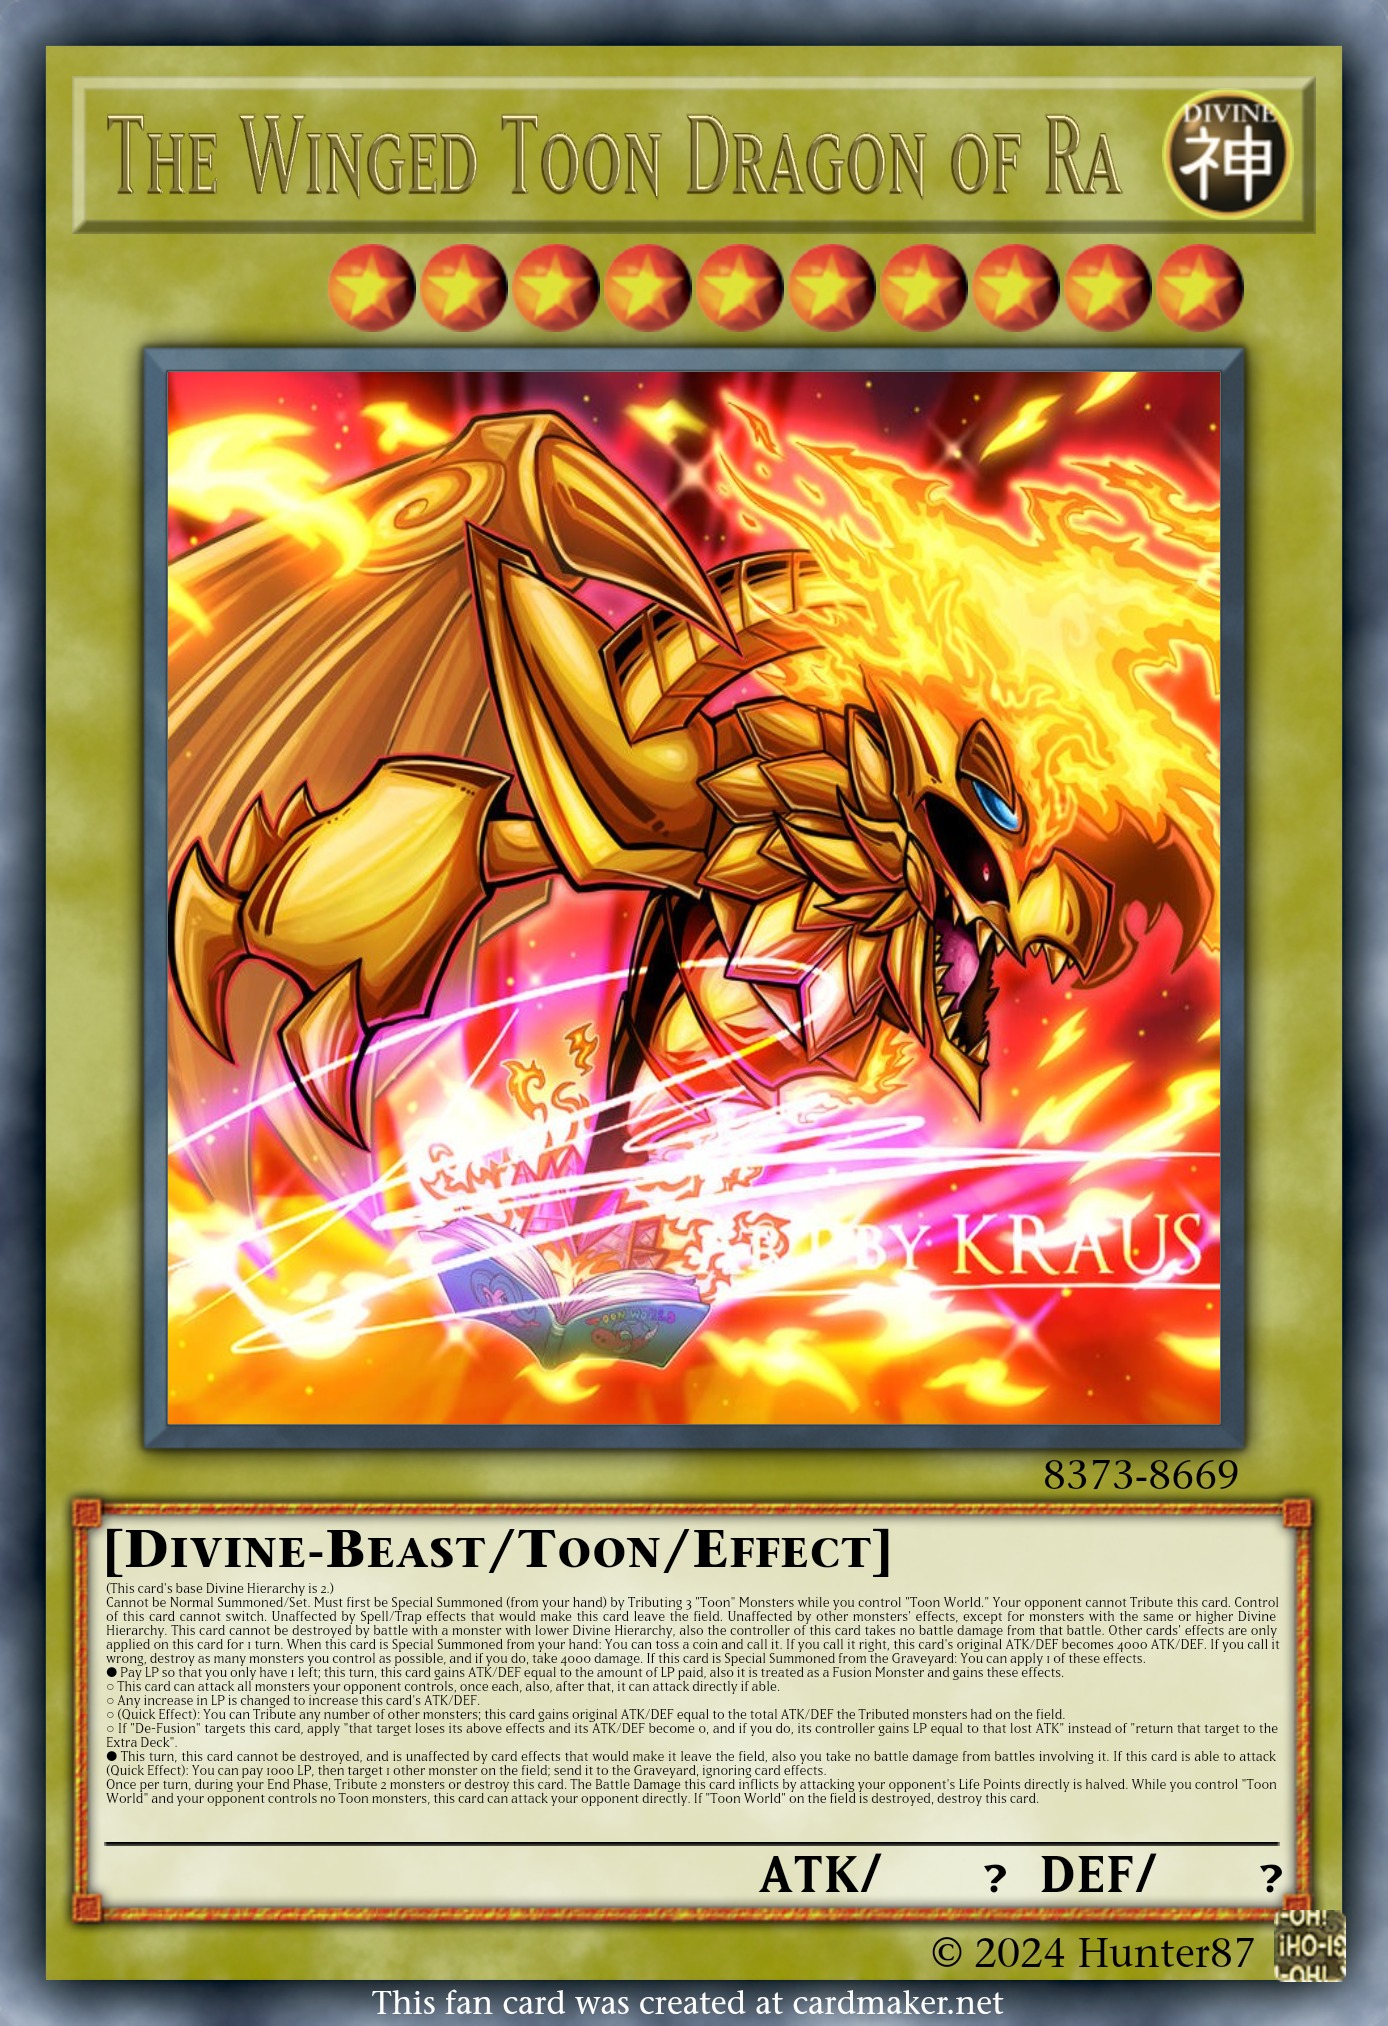 The Winged Toon Dragon of Ra
DIVINE
神
ART BY KRAUS
TOON WORLD
8373-8669
[Divine-Beast/Toon/Effect]
(This card's base Divine Hierarchy is 2.)
Cannot be Normal Summoned/Set. Must first be Special Summoned (from your hand) by Tributing 3 "Toon" Monsters while you control "Toon World." Your opponent cannot Tribute this card. Control
of this card cannot switch. Unaffected by Spell/Trap effects that would make this card leave the field. Unaffected by other monsters' effects, except for monsters with the same or higher Divine
Hierarchy. This card cannot be destroyed by battle with a monster with lower Divine Hierarchy, also the controller of this card takes no battle damage from that battle. Other cards' effects are only
applied on this card for 1 turn. When this card is Special Summoned from your hand: You can toss a coin and call it. If you call it right, this card's original ATK/DEF becomes 4000 ATK/DEF. If you call it
wrong, destroy as many monsters you control as possible, and if you do, take 4000 damage. If this card is Special Summoned from the Graveyard: You can apply 1 of these effects.
● Pay LP so that you only have 1 left; this turn, this card gains ATK/DEF equal to the amount of LP paid, also it is treated as a Fusion Monster and gains these effects.
○ This card can attack all monsters your opponent controls, once each, also, after that, it can attack directly if able.
○ Any increase in LP is changed to increase this card's ATK/DEF.
○ (Quick Effect): You can Tribute any number of other monsters; this card gains original ATK/DEF equal to the total ATK/DEF the Tributed monsters had on the field.
○ If "De-Fusion" targets this card, apply "that target loses its above effects and its ATK/DEF become 0, and if you do, its controller gains LP equal to that lost ATK" instead of "return that target to the
Extra Deck".
● This turn, this card cannot be destroyed, and is unaffected by card effects that would make it leave the field, also you take no battle damage from battles involving it. If this card is able to attack
(Quick Effect): You can pay 1000 LP, then target 1 other monster on the field; send it to the Graveyard, ignoring card effects.
Once per turn, during your End Phase, Tribute 2 monsters or destroy this card. The Battle Damage this card inflicts by attacking your opponent's Life Points directly is halved. While you control "Toon
World" and your opponent controls no Toon monsters, this card can attack your opponent directly. If "Toon World" on the field is destroyed, destroy this card.
ATK/ ? DEF/ ?
© 2024 Hunter87
This fan card was created at cardmaker.net